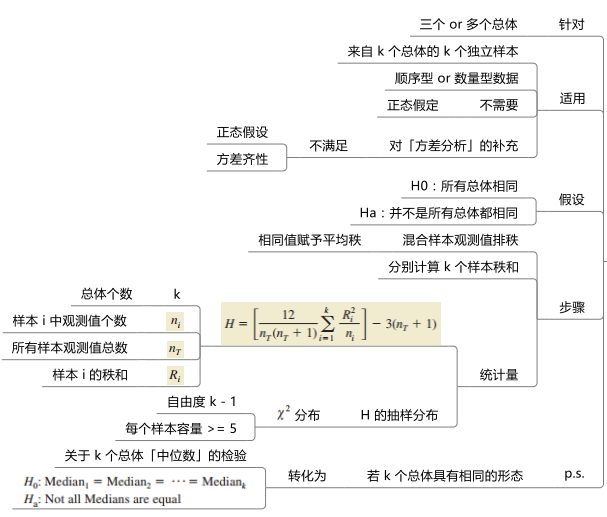 三个 or 多个总体
针对
来自 k 个总体的 k 个独立样本
顺序型 or 数量型数据
适用
正态假定
不需要
正态假设
不满足
对「方差分析」的补充
方差齐性
H0：所有总体相同
假设
Ha：并不是所有总体都相同
相同值赋予平均秩
混合样本观测值排秩
分别计算 k 个样本秩和
步骤
总体个数
k
样本 i 中观测值个数
n_i
所有样本观测值总数
n_T
样本 i 的秩和
R_i
H = [12 / n_T(n_T + 1) ∑_{i=1}^{k} R_i^2 / n_i] − 3(n_T + 1)
统计量
自由度 k - 1
χ² 分布
H 的抽样分布
每个样本容量 >= 5
关于 k 个总体「中位数」的检验
转化为
若 k 个总体具有相同的形态
p.s.
H₀: Median₁ = Median₂ = ··· = Medianₖ
Hₐ: Not all Medians are equal